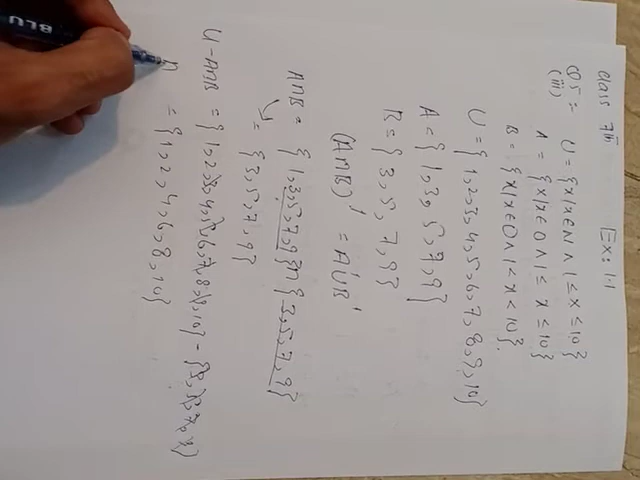 Class 7th Ex: 1.1
Q5 =
(iii) U = {x|x∈N ∧ 1 ≤ x ≤ 10}
A = {x|x∈O ∧ 1 ≤ x ≤ 10}
B = {x|x∈O ∧ 1 < x < 10}
U = {1,2,3,4,5,6,7,8,9,10}
A = {1,3,5,7,9}
B = {3,5,7,9}
(A∩B)' = A'∪B'
A∩B = {1,3,5,7,9} ∩ {3,5,7,9}
= {3,5,7,9}
U - A∩B = {1,2,3,4,5,6,7,8,9,10} - {3,5,7,9}
= {1,2,4,6,8,10}
BLU